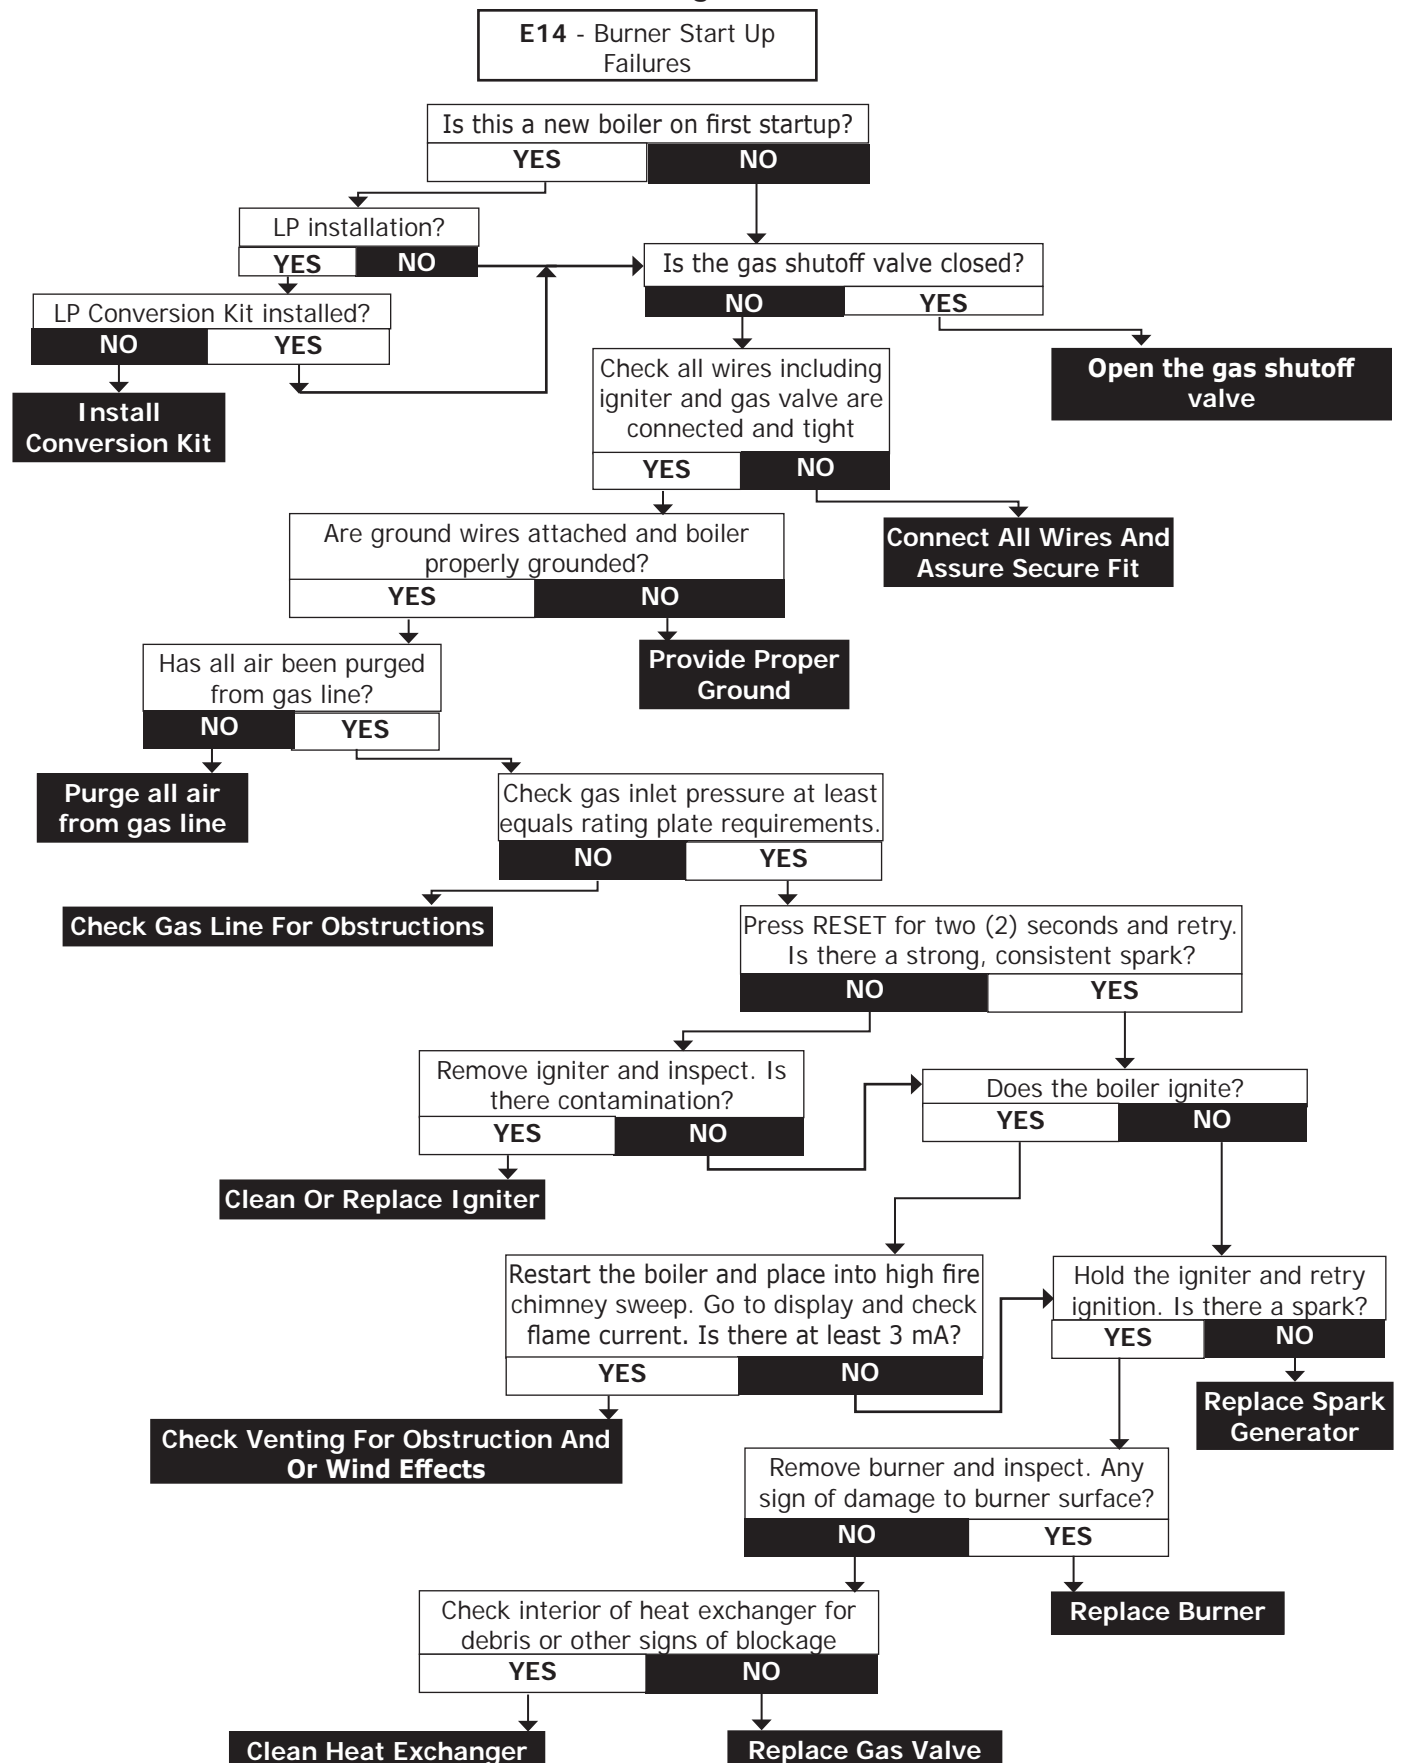 E14 - Burner Start Up
Failures
Is this a new boiler on first startup?
YES NO
LP installation?
YES NO
Is the gas shutoff valve closed?
NO YES
LP Conversion Kit installed?
NO YES
Open the gas shutoff
valve
Check all wires including
igniter and gas valve are
connected and tight
YES NO
Install
Conversion Kit
Connect All Wires And
Assure Secure Fit
Are ground wires attached and boiler
properly grounded?
YES NO
Provide Proper
Ground
Has all air been purged
from gas line?
NO YES
Purge all air
from gas line
Check gas inlet pressure at least
equals rating plate requirements.
NO YES
Check Gas Line For Obstructions
Press RESET for two (2) seconds and retry.
Is there a strong, consistent spark?
NO YES
Remove igniter and inspect. Is
there contamination?
YES NO
Does the boiler ignite?
YES NO
Clean Or Replace Igniter
Restart the boiler and place into high fire
chimney sweep. Go to display and check
flame current. Is there at least 3 mA?
YES NO
Hold the igniter and retry
ignition. Is there a spark?
YES NO
Replace Spark
Generator
Check Venting For Obstruction And
Or Wind Effects
Remove burner and inspect. Any
sign of damage to burner surface?
NO YES
Replace Burner
Check interior of heat exchanger for
debris or other signs of blockage
YES NO
Clean Heat Exchanger
Replace Gas Valve